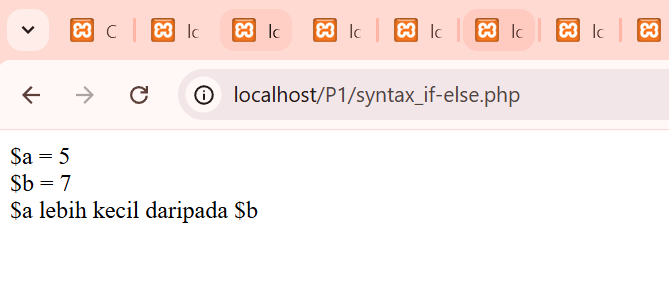 C lc lc lc lc lc lc
localhost/P1/syntax_if-else.php
$a = 5
$b = 7
$a lebih kecil daripada $b